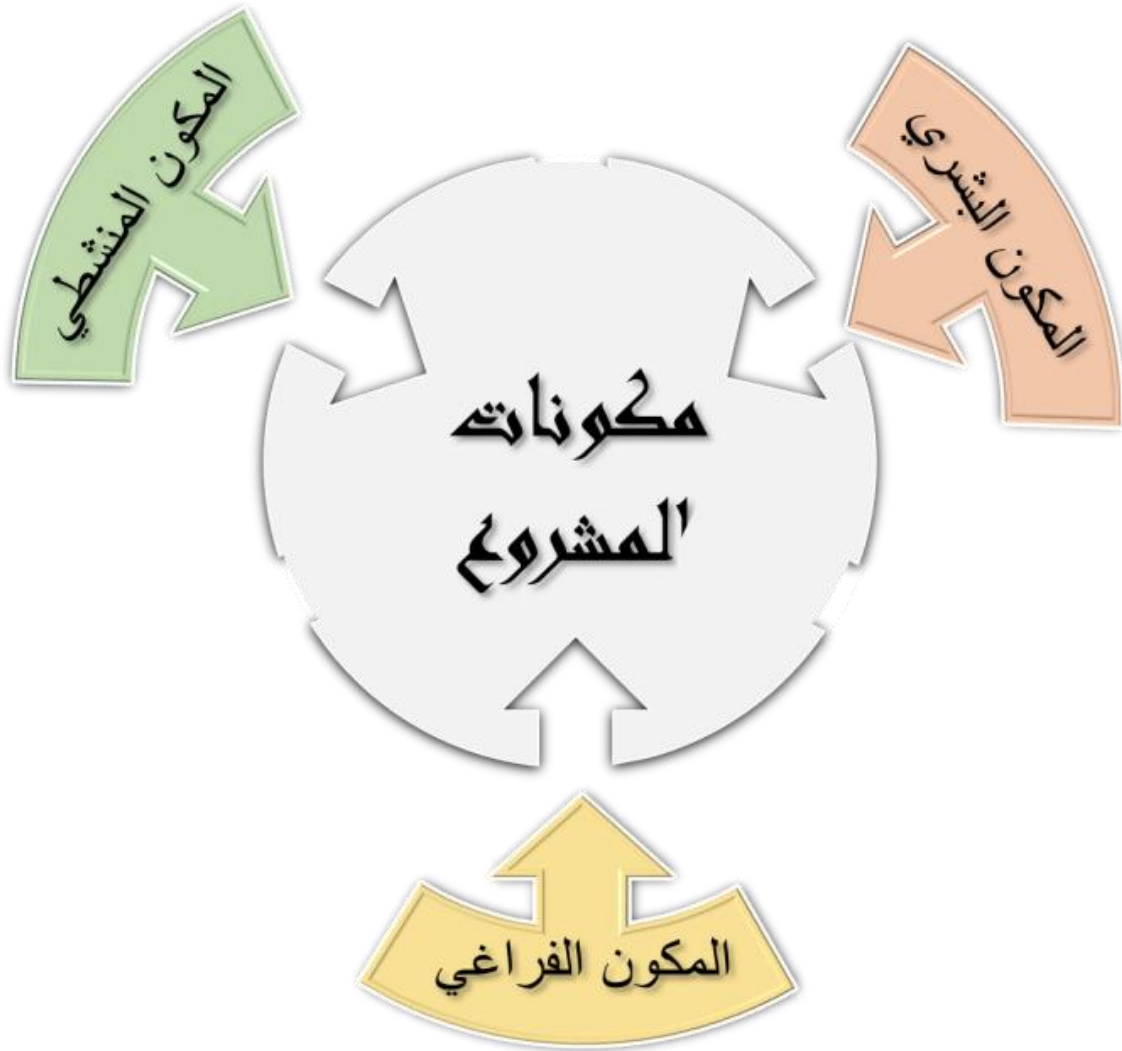 المكون البشري
المكون المنشطي
مكونات
المشروع
المكون الفراغي